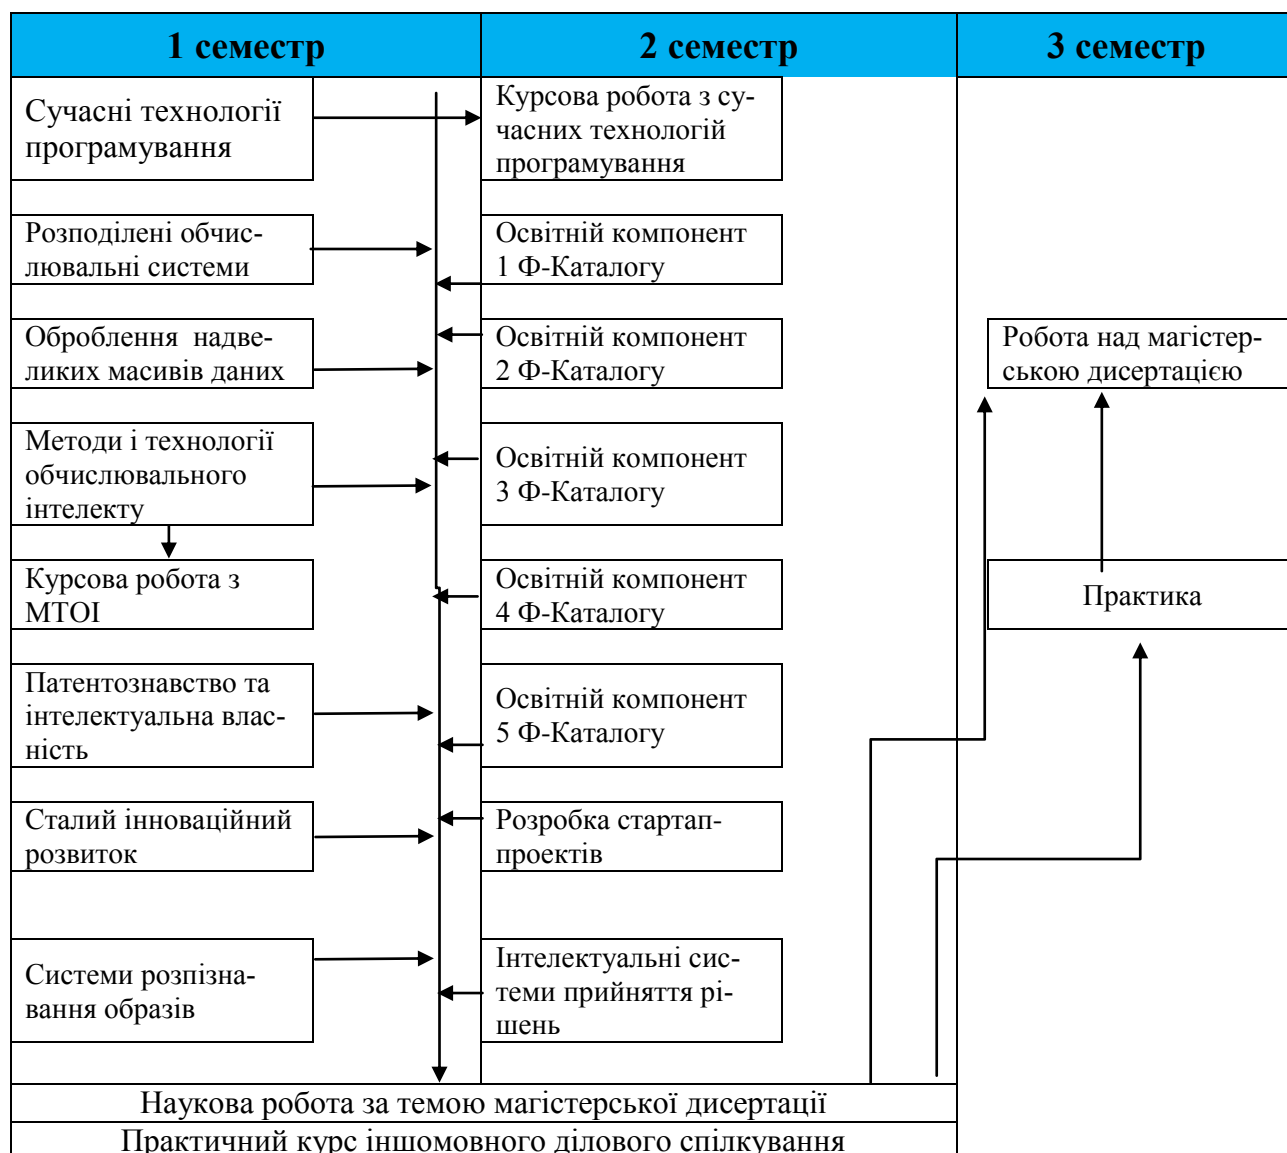 1 семестр
2 семестр
3 семестр
Сучасні технології
програмування
Курсова робота з су-
часних технологій
програмування
Розподілені обчис-
лювальні системи
Освітній компонент
1 Ф-Каталогу
Оброблення надве-
ликих масивів даних
Освітній компонент
2 Ф-Каталогу
Робота над магістер-
ською дисертацією
Методи і технології
обчислювального
інтелекту
Освітній компонент
3 Ф-Каталогу
Курсова робота з
МТОІ
Освітній компонент
4 Ф-Каталогу
Практика
Патентознавство та
інтелектуальна влас-
ність
Освітній компонент
5 Ф-Каталогу
Сталий інноваційний
розвиток
Розробка стартап-
проектів
Системи розпізна-
вання образів
Інтелектуальні сис-
теми прийняття рі-
шень
Наукова робота за темою магістерської дисертації
Практичний курс іншомовного ділового спілкування